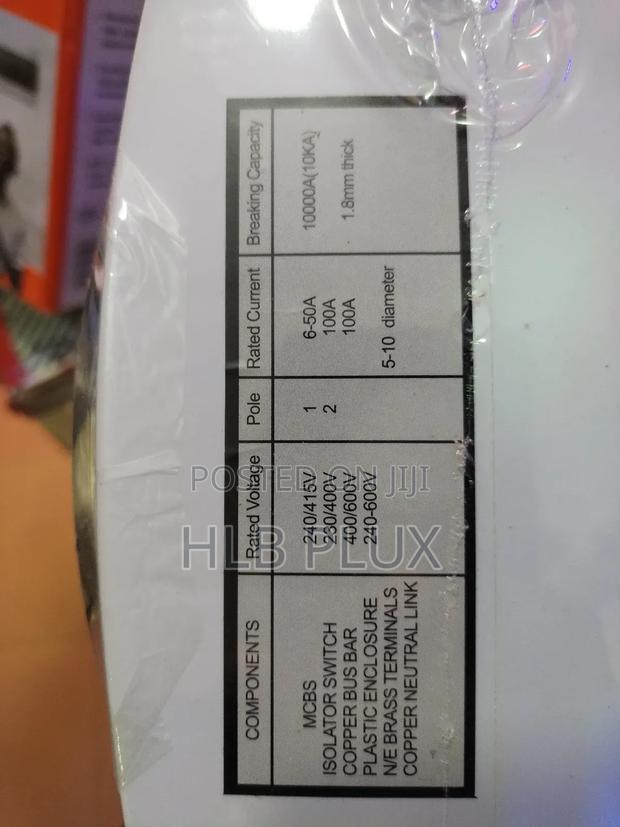 COMPONENTS Rated Voltage Pole Rated Current Breaking Capacity
MCBS 240/415V 1 6-50A 10000A(10KA)
ISOLATOR SWITCH 230/400V 2 100A
COPPER BUS BAR 400/600V 100A 1.8mm thick
PLASTIC ENCLOSURE 240-600V
N/E BRASS TERMINALS 5-10 diameter
COPPER NEUTRAL LINK
POSTED ON JIJI
HLB PLUX